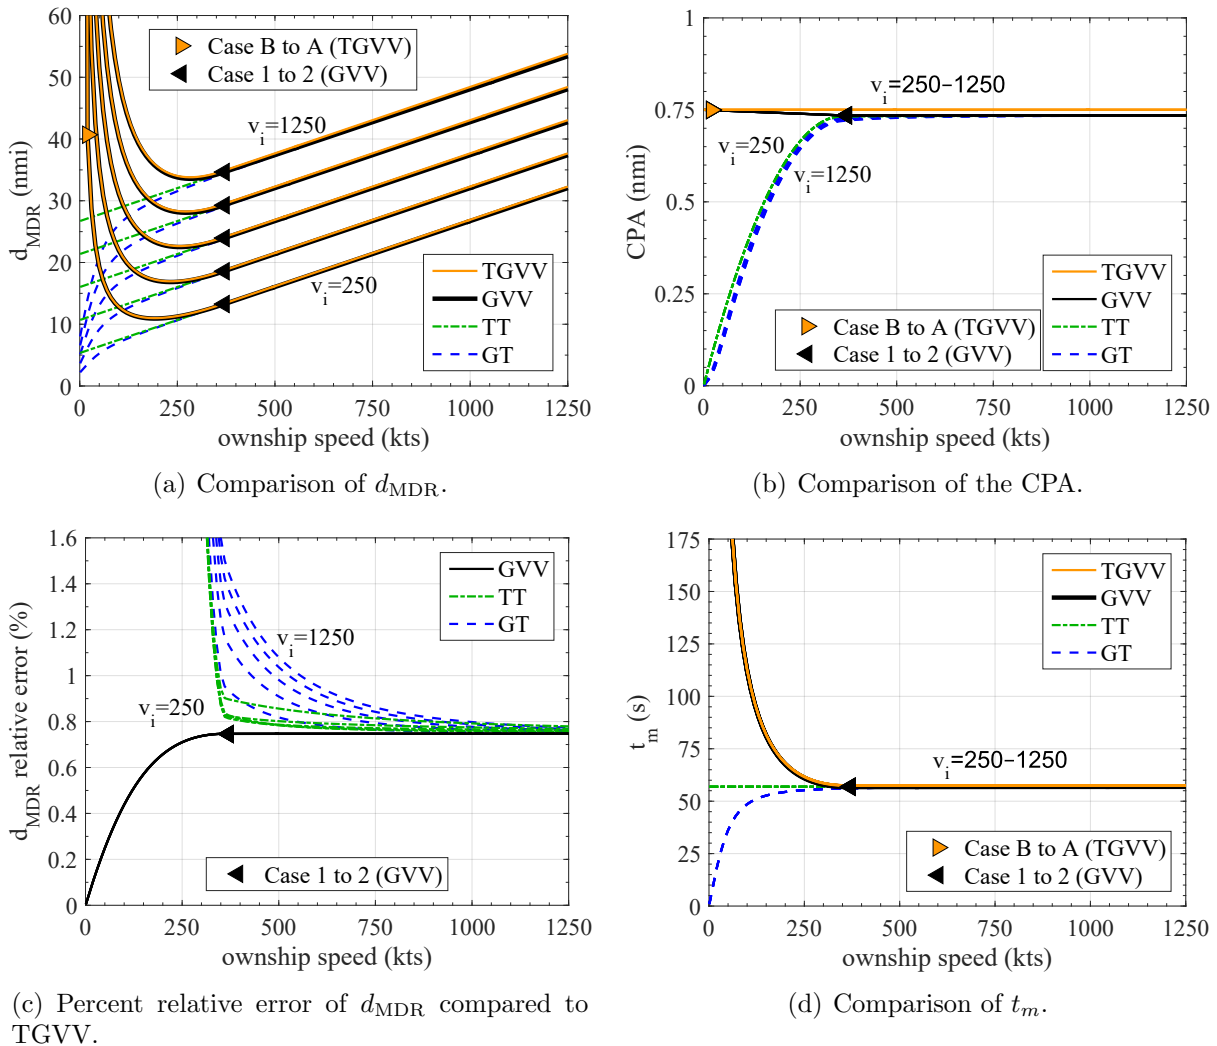 60
50
40
30
20
10
0
d_MDR (nmi)
Case B to A (TGVV)
Case 1 to 2 (GVV)
v_i=1250
v_i=250
TGVV
GVV
TT
GT
0 250 500 750 1000 1250
ownship speed (kts)
(a) Comparison of d_MDR.
1
0.75
0.5
0.25
0
CPA (nmi)
v_i=250-1250
v_i=250
v_i=1250
Case B to A (TGVV)
Case 1 to 2 (GVV)
TGVV
GVV
TT
GT
0 250 500 750 1000 1250
ownship speed (kts)
(b) Comparison of the CPA.
1.6
1.4
1.2
1
0.8
0.6
0.4
0.2
0
d_MDR relative error (%)
GVV
TT
GT
v_i=1250
v_i=250
Case 1 to 2 (GVV)
0 250 500 750 1000 1250
ownship speed (kts)
(c) Percent relative error of d_MDR compared to
TGVV.
175
150
125
100
75
50
25
0
t_m (s)
TGVV
GVV
TT
GT
v_i=250-1250
Case B to A (TGVV)
Case 1 to 2 (GVV)
0 250 500 750 1000 1250
ownship speed (kts)
(d) Comparison of t_m.